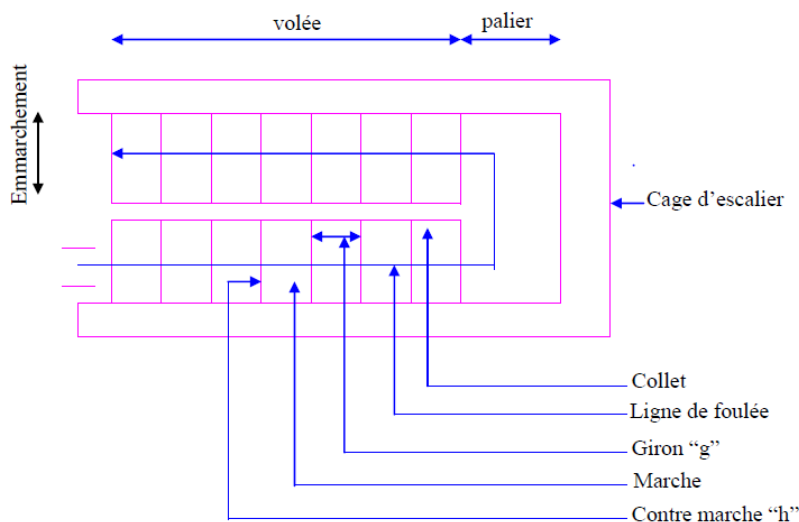 volée
palier
Emmarchement
Cage d’escalier
Collet
Ligne de foulée
Giron “g”
Marche
Contre marche “h”